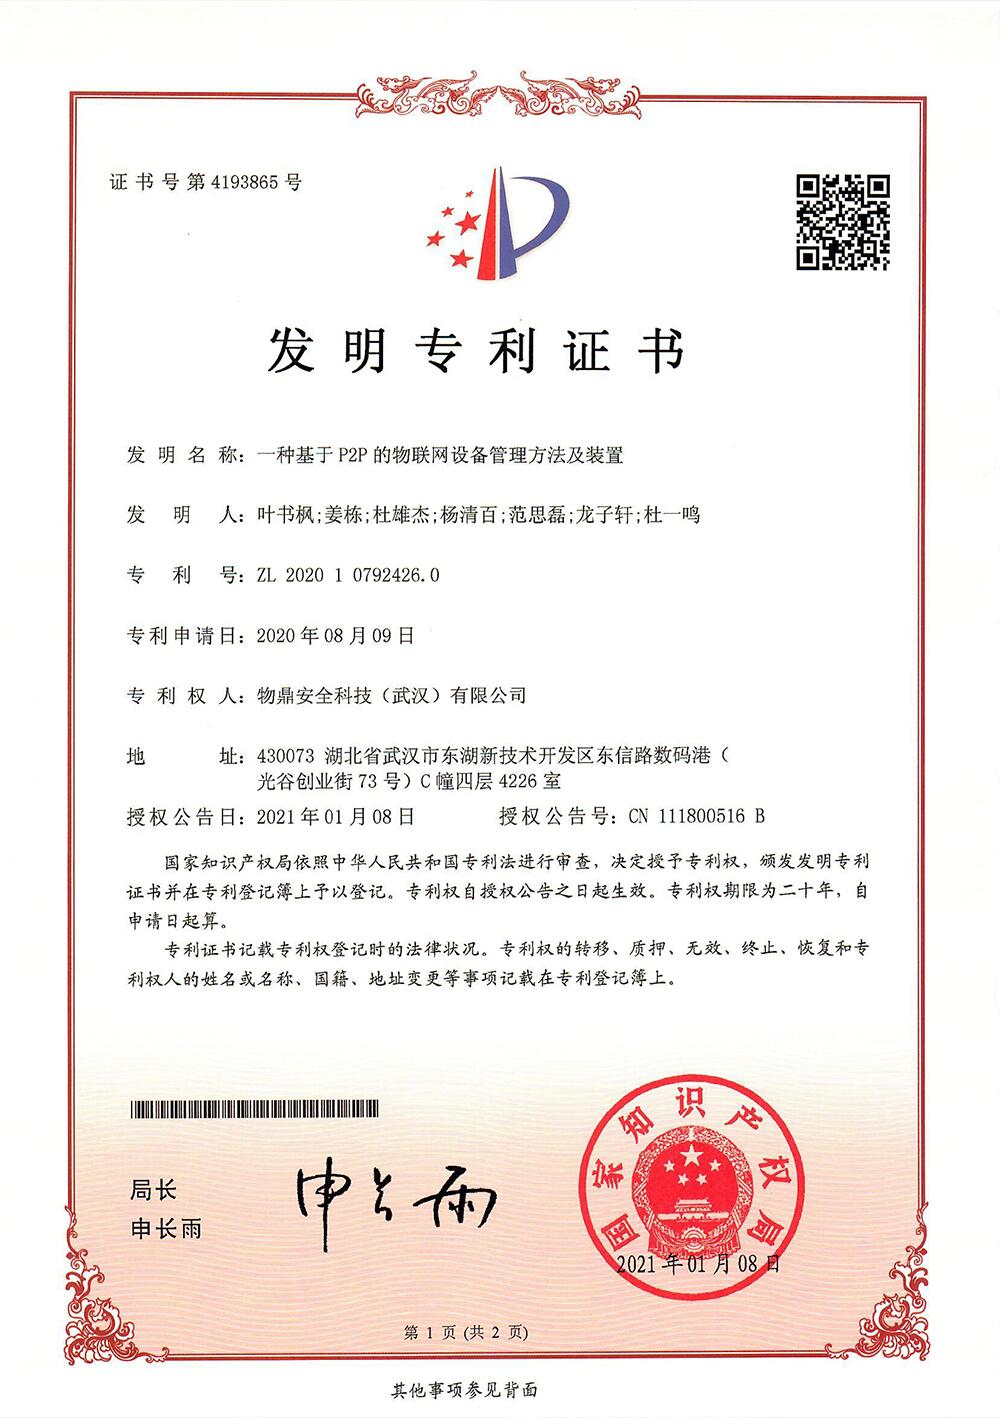 证书号第4193865号
发明专利证书
发明名称：一种基于P2P的物联网设备管理方法及装置
发明人：叶书枫;姜栋;杜雄杰;杨清百;范思磊;龙子轩;杜一鸣
专利号：ZL 2020 1 0792426.0
专利申请日：2020年08月09日
专利权人：物鼎安全科技（武汉）有限公司
地址：430073 湖北省武汉市东湖新技术开发区东信路数码港（
光谷创业街73号）C幢四层4226室
授权公告日：2021年01月08日 授权公告号：CN 111800516 B
国家知识产权局依照中华人民共和国专利法进行审查，决定授予专利权，颁发发明专利
证书并在专利登记簿上予以登记。专利权自授权公告之日起生效。专利权期限为二十年，自
申请日起算。
专利证书记载专利权登记时的法律状况。专利权的转移、质押、无效、终止、恢复和专
利权人的姓名或名称、国籍、地址变更等事项记载在专利登记簿上。
局长
申长雨
申长雨
国家知识产权局
2021年01月08日
第1页(共2页)
其他事项参见背面